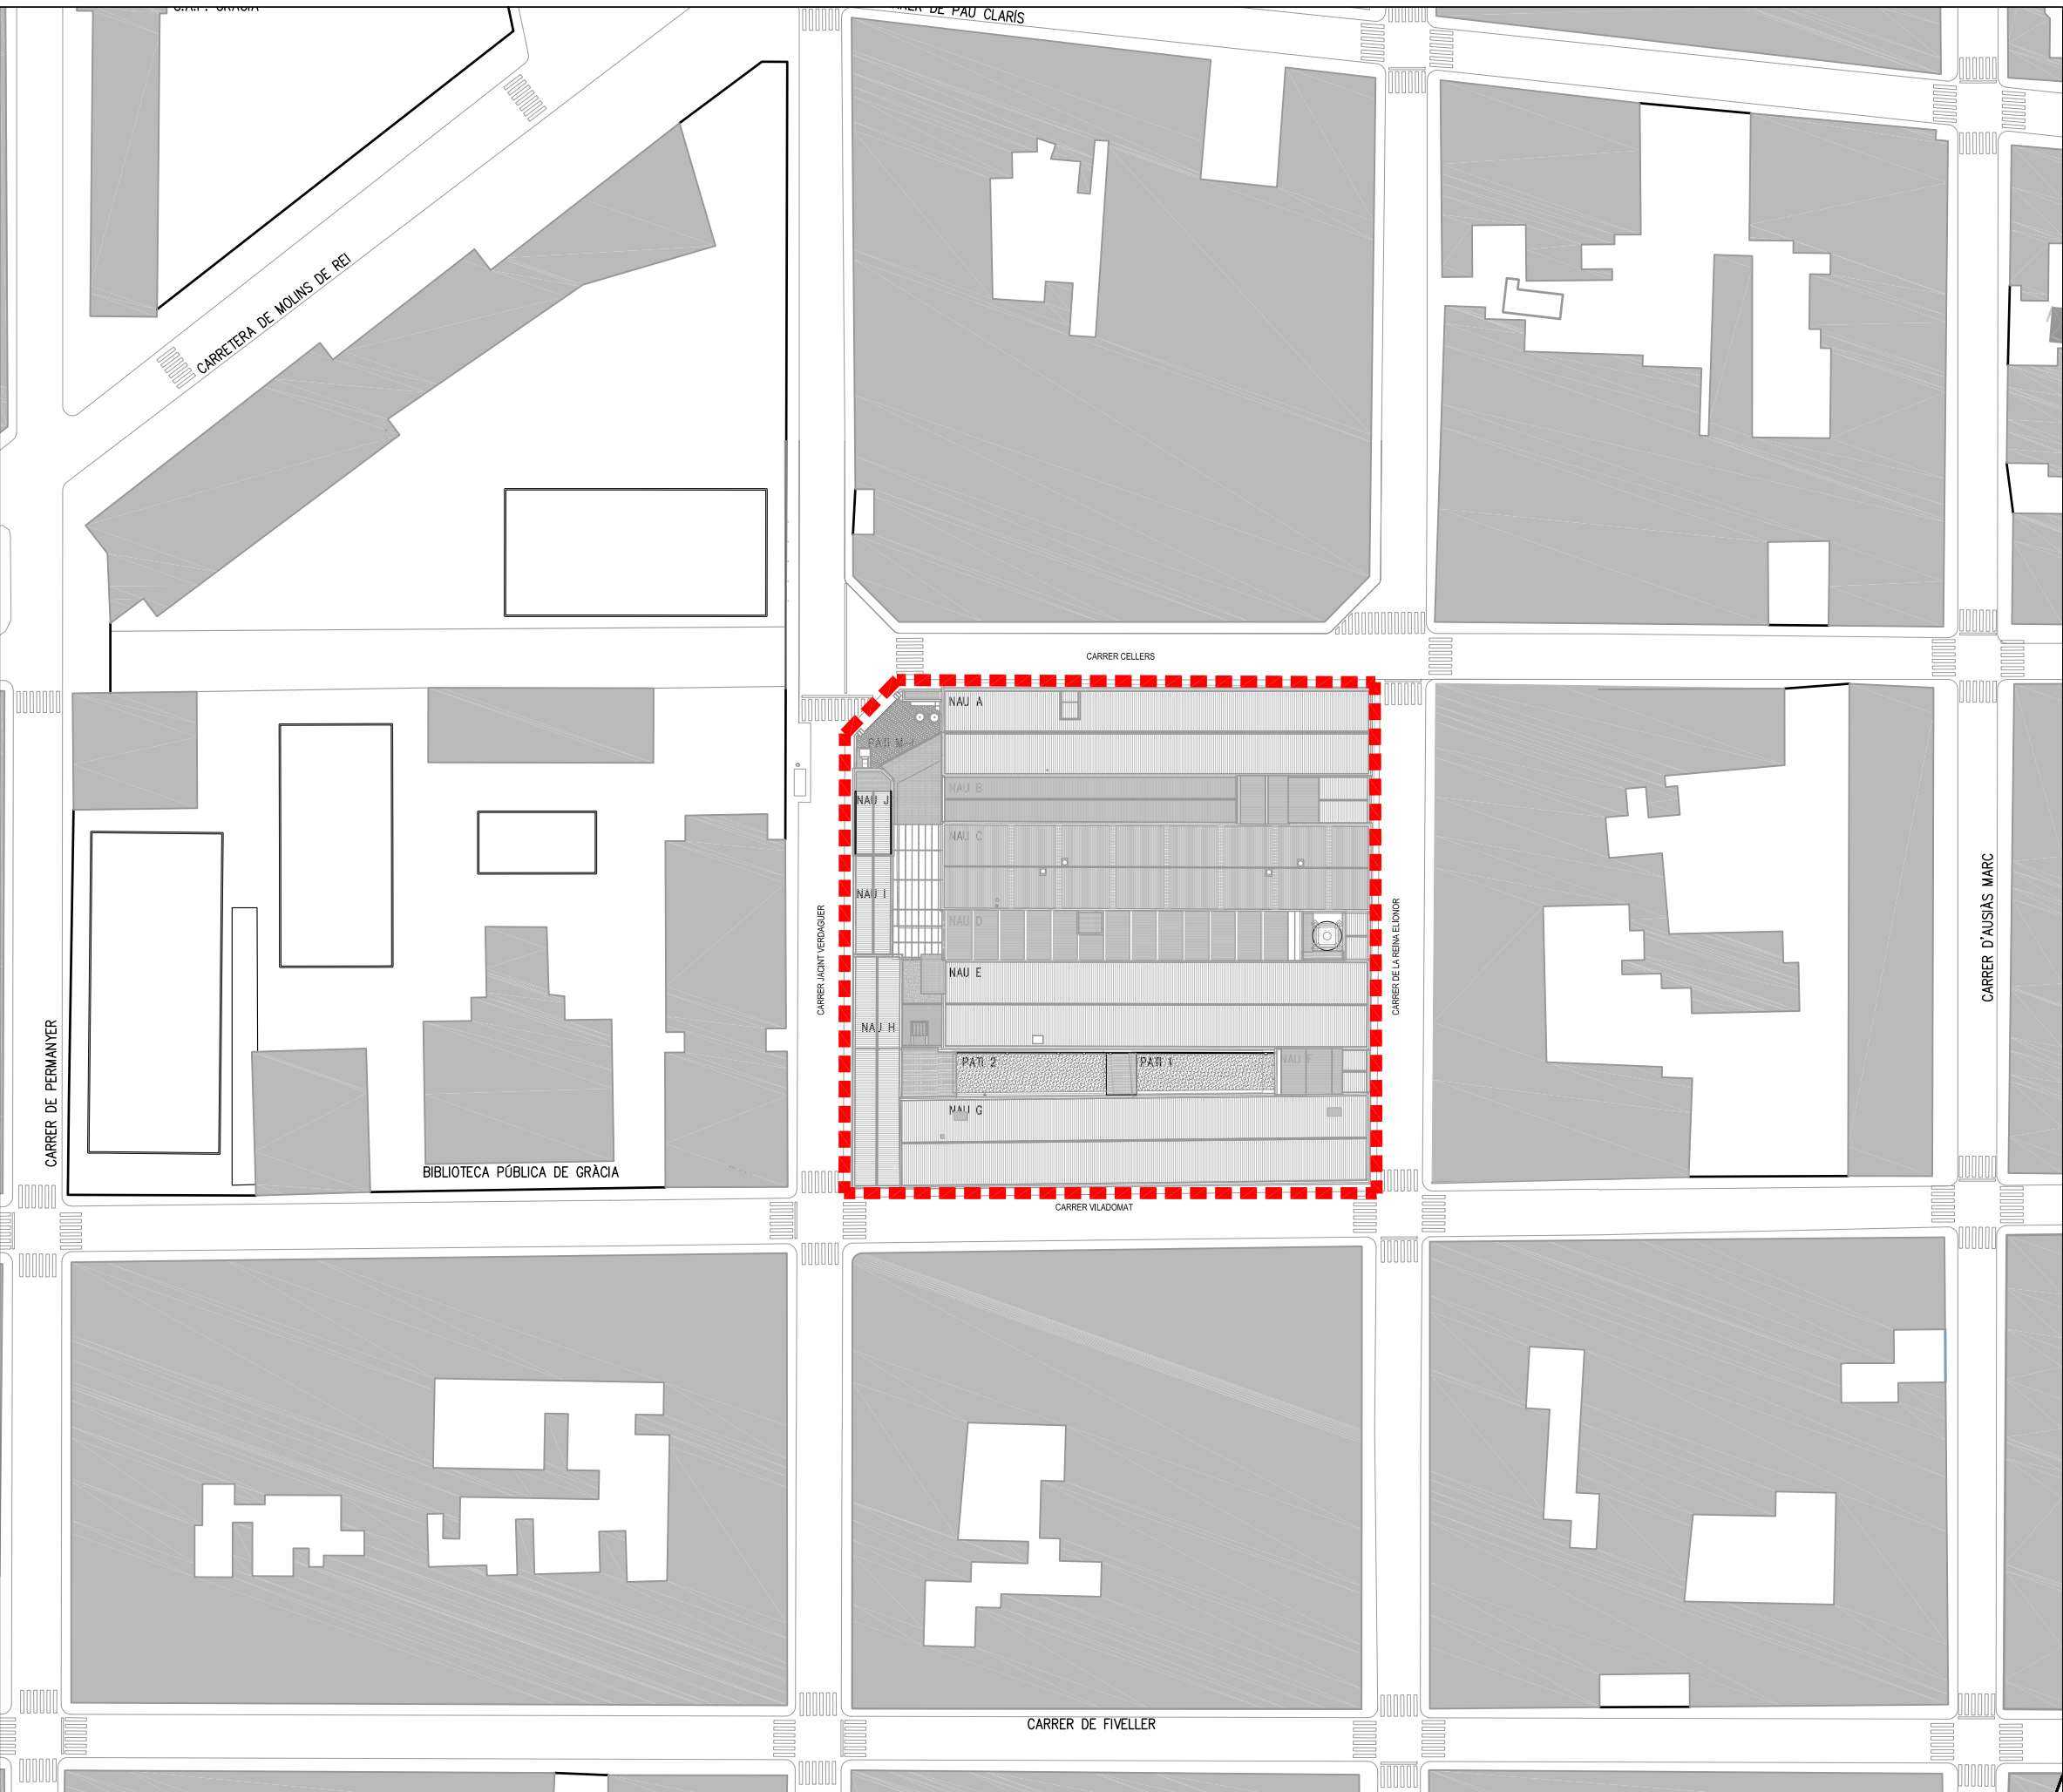 C.A.P. GRÀCIA
CARRER DE PAU CLARÍS
CARRETERA DE MOLINS DE REI
CARRER CELLERS
NAU A
PATI M-J
NAU B
NAU J
NAU C
NAU I
NAU D
CARRER JACINT VERDAGUER
CARRER DE LA REINA ELIONOR
CARRER D'AUSIÀS MARC
NAU E
NAU H
CARRER DE PERMANYER
PATI 2
PATI 1
NAU F
NAU G
BIBLIOTECA PÚBLICA DE GRÀCIA
CARRER VILADOMAT
CARRER DE FIVELLER